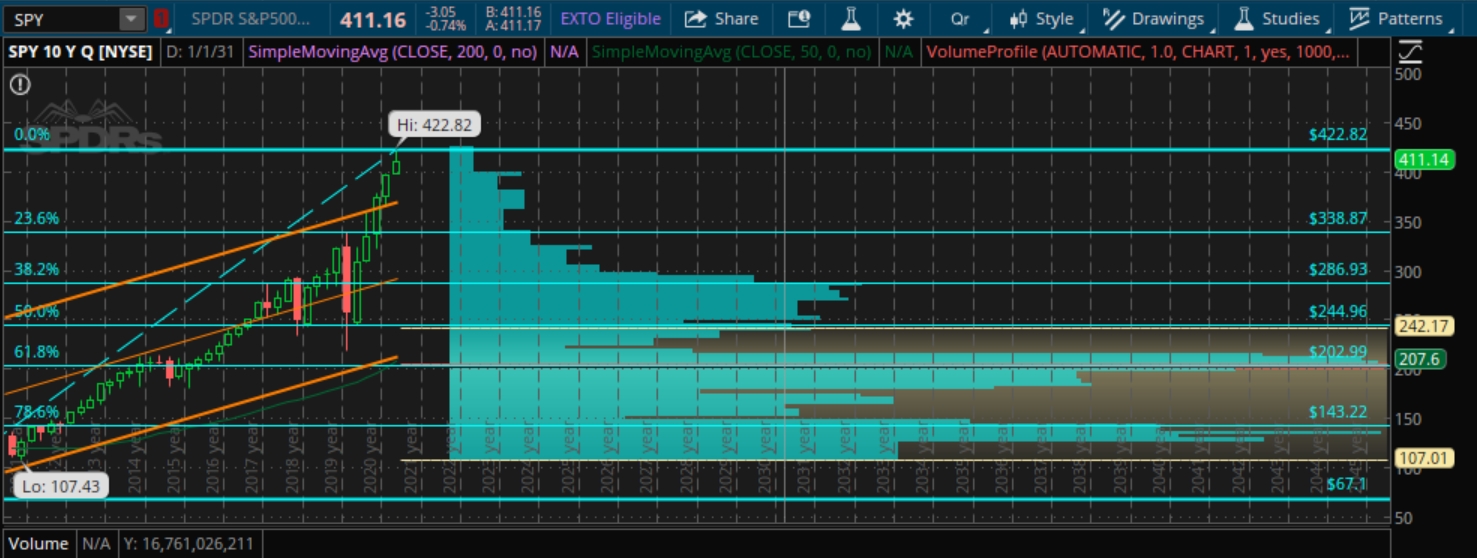 SPY 1 SPDR S&P500... 411.16 -3.05 -0.74% B: 411.16 A: 411.17 EXTO Eligible Share Qr Style Drawings Studies Patterns
SPY 10 Y Q [NYSE] D: 1/1/31 SimpleMovingAvg (CLOSE, 200, 0, no) N/A SimpleMovingAvg (CLOSE, 50, 0, no) N/A VolumeProfile (AUTOMATIC, 1.0, CHART, 1, yes, 1000,...
500
SPDRs
Hi: 422.82
450
0.0% $422.82
411.14
400
350
23.6% $338.87
300
38.2% $286.93
50.0% $244.96
242.17
61.8% $202.99
207.6
200
150
78.6% $143.22
107.01
100
2012 year 2013 year 2014 year 2015 year 2016 year 2017 year 2018 year 2019 year 2020 year 2021 year 2022 year 2023 year 2024 year 2025 year 2026 year 2027 year 2028 year 2029 year 2030 year 2031 year 2032 year 2033 year 2034 year 2035 year 2036 year 2037 year 2038 year 2039 year 2040 year 2041 year 2042 year 2043 year 2044 year 2045 year
Lo: 107.43
$67.1
50
Volume N/A Y: 16,761,026,211